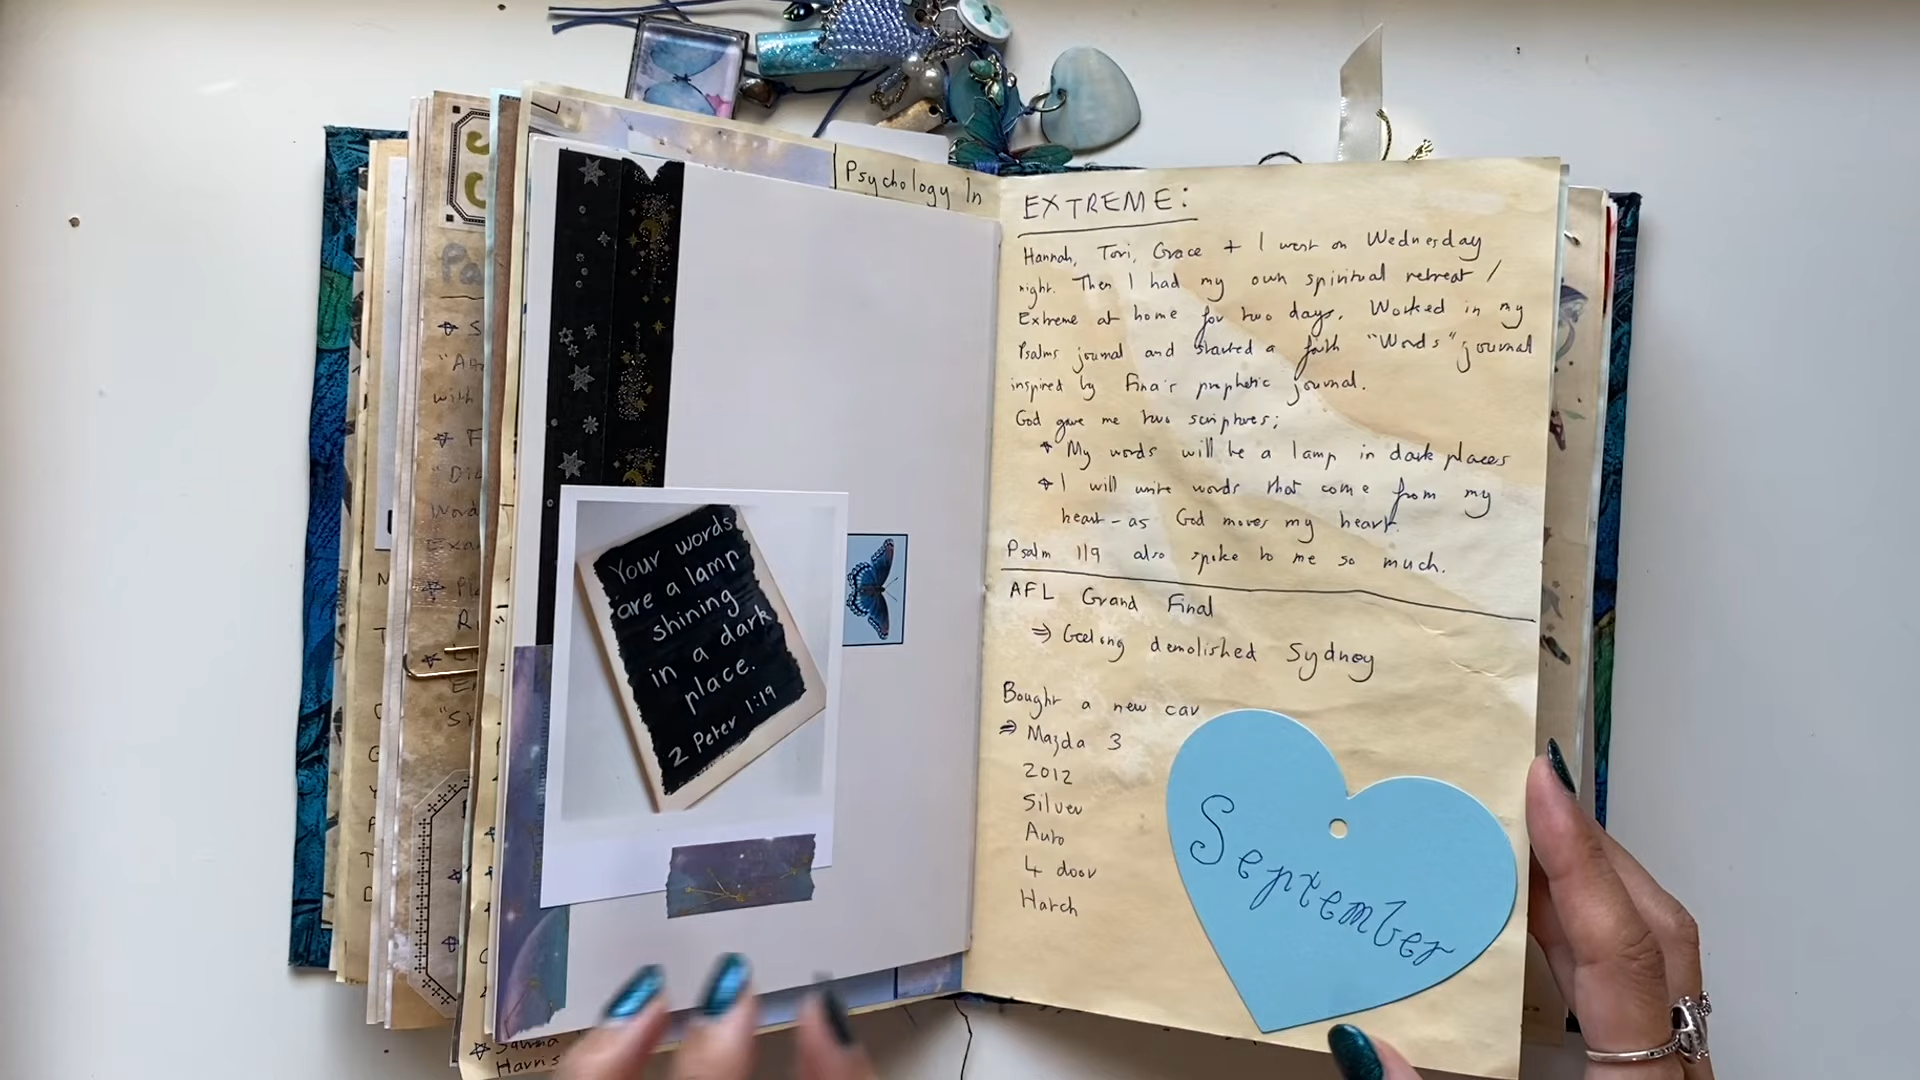 Psychology In
Your words
are a lamp
shining
in a dark
place.
2 Peter 1:19
EXTREME:
Hannah, Tori, Grace + I went on Wednesday
night. Then I had my own spiritual retreat /
Extreme at home for two days. Worked in my
Psalms journal and started a faith "Words" journal
inspired by Fina's prophetic journal.
God gave me two scriptures;
My words will be a lamp in dark places
I will write words that come from my
heart - as God moves my heart.
Psalm 119 also spoke to me so much.
AFL Grand Final
⇒ Geelong demolished Sydney
Bought a new car
⇒ Mazda 3
2012
Silver
Auto
4 door
Hatch
September
with
Harris